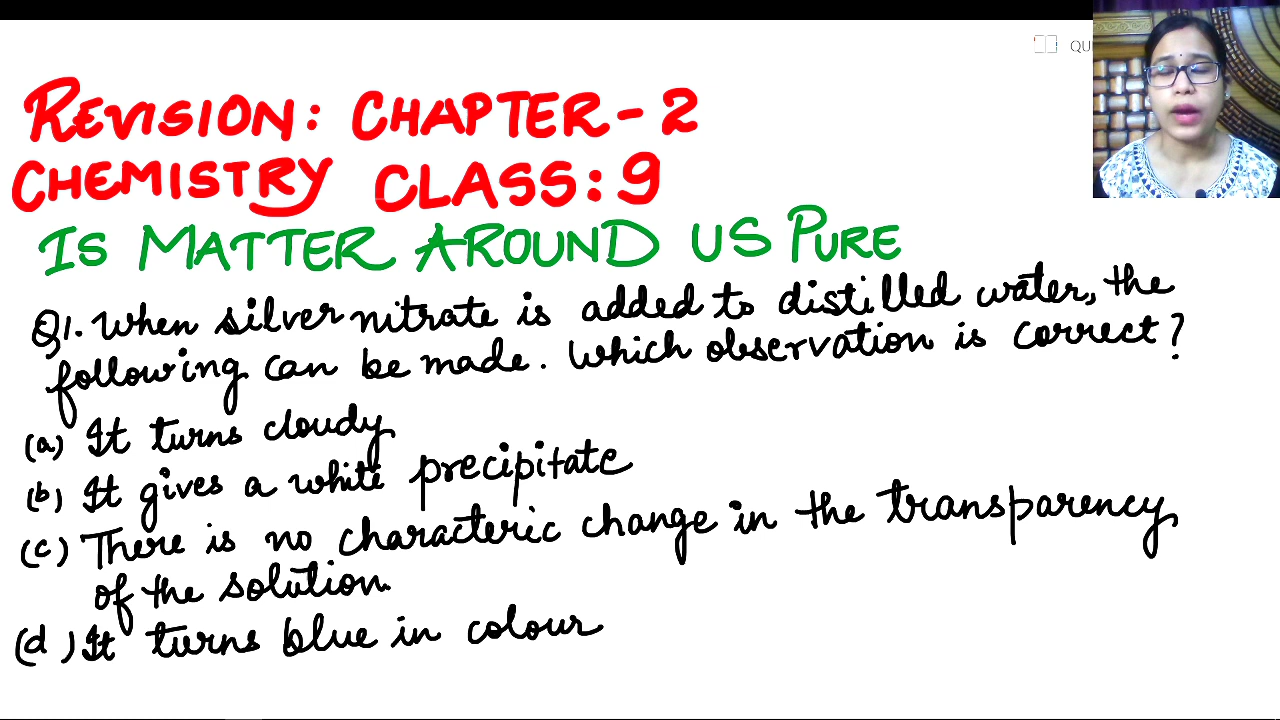 QU
REVISION: CHAPTER-2
CHEMISTRY CLASS: 9
IS MATTER AROUND US PURE
Q1. When silver nitrate is added to distilled water, the
following can be made. Which observation is correct?
(a) It turns cloudy
(b) It gives a white precipitate
(c) There is no characteric change in the transparency
of the solution.
(d) It turns blue in colour